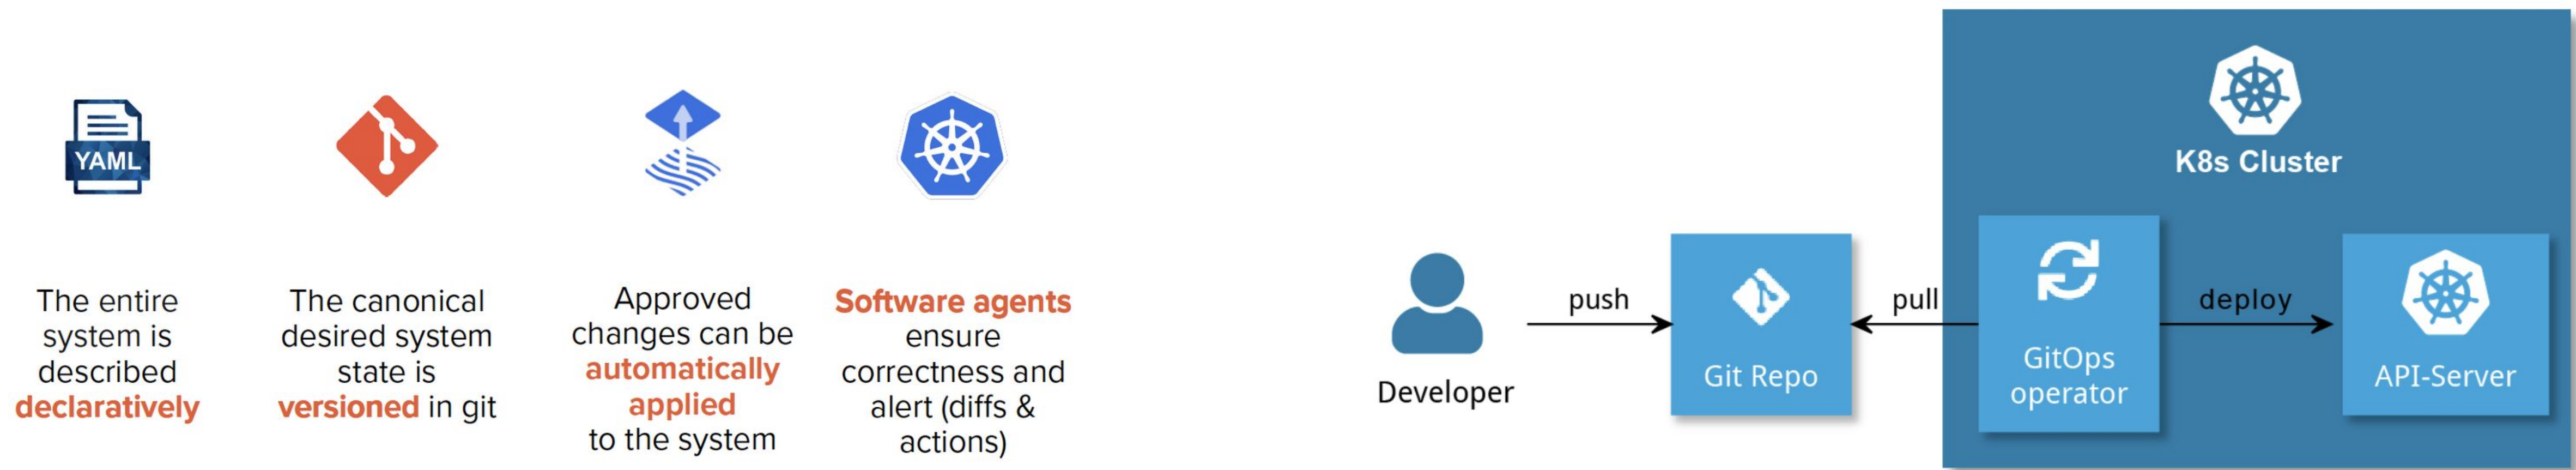 YAML
The entire
system is
described
declaratively
The canonical
desired system
state is
versioned in git
Approved
changes can be
automatically
applied
to the system
Software agents
ensure
correctness and
alert (diffs &
actions)
Developer
push
Git Repo
pull
K8s Cluster
GitOps
operator
deploy
API-Server